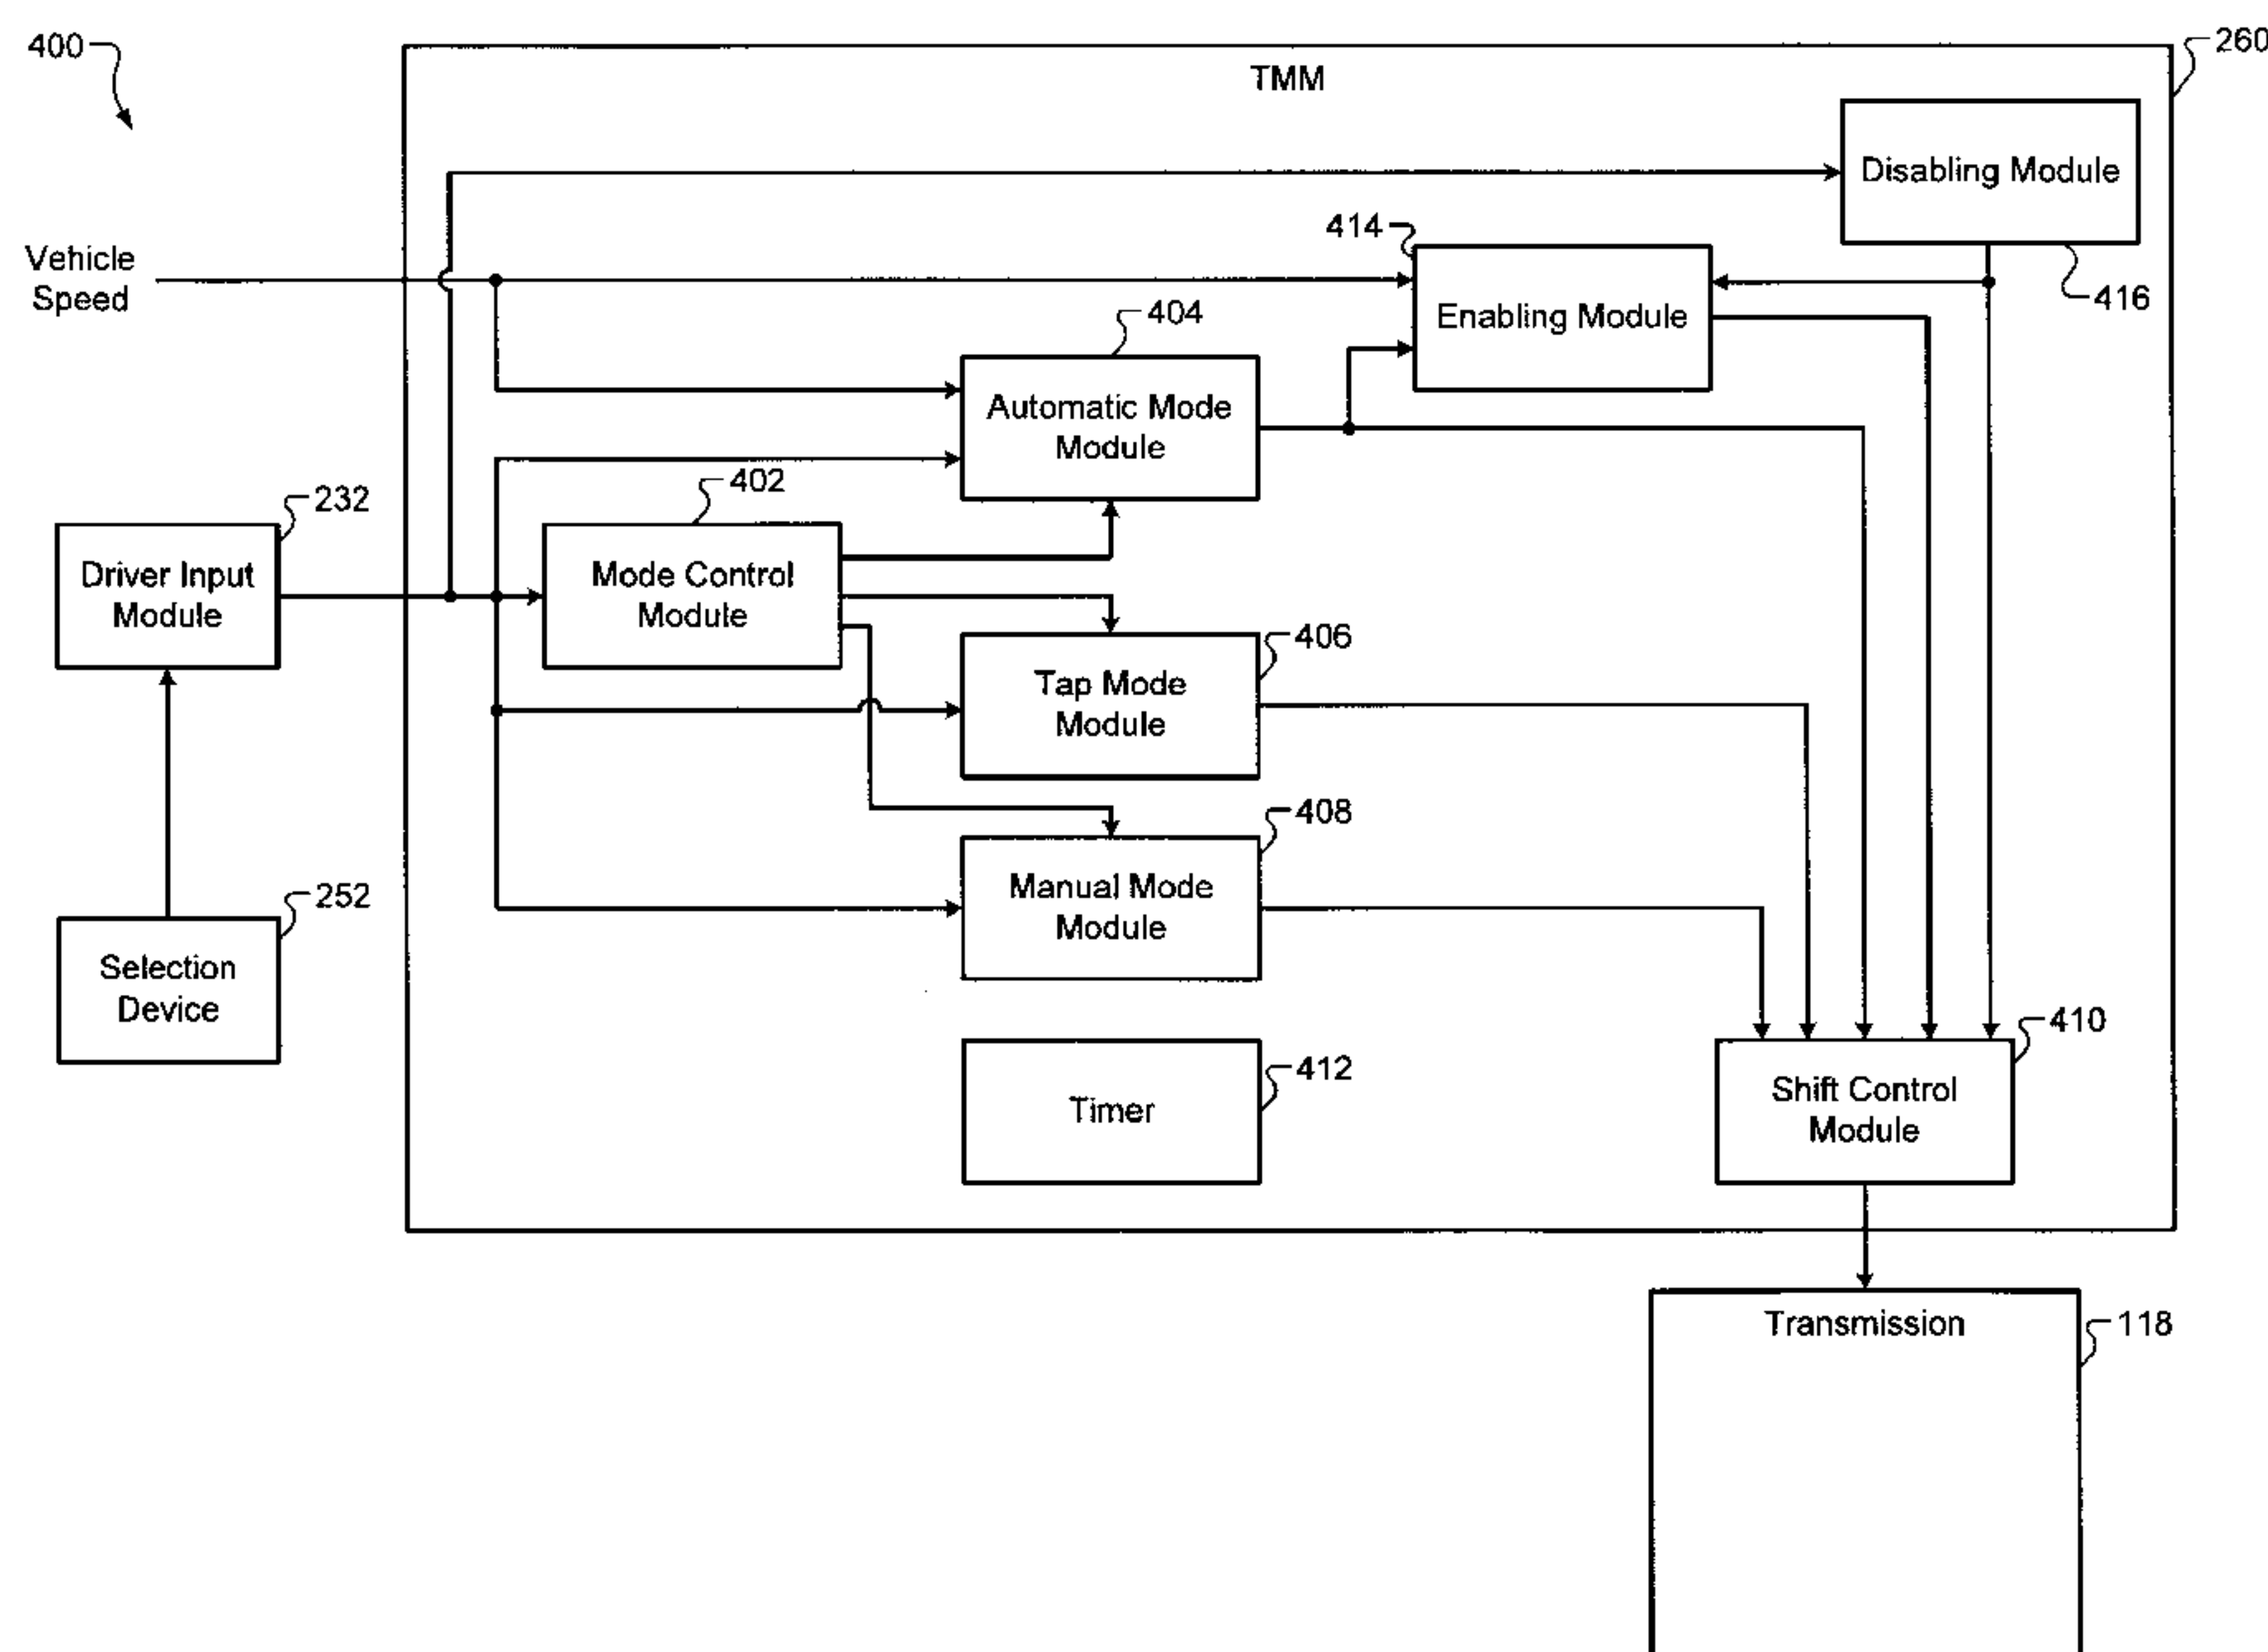 400
260
TMM
Disabling Module
414
Vehicle
Speed
416
Enabling Module
404
Automatic Mode
Module
402
232
Driver Input
Module
Mode Control
Module
406
Tap Mode
Module
408
Manual Mode
Module
252
Selection
Device
410
412
Timer
Shift Control
Module
Transmission
118